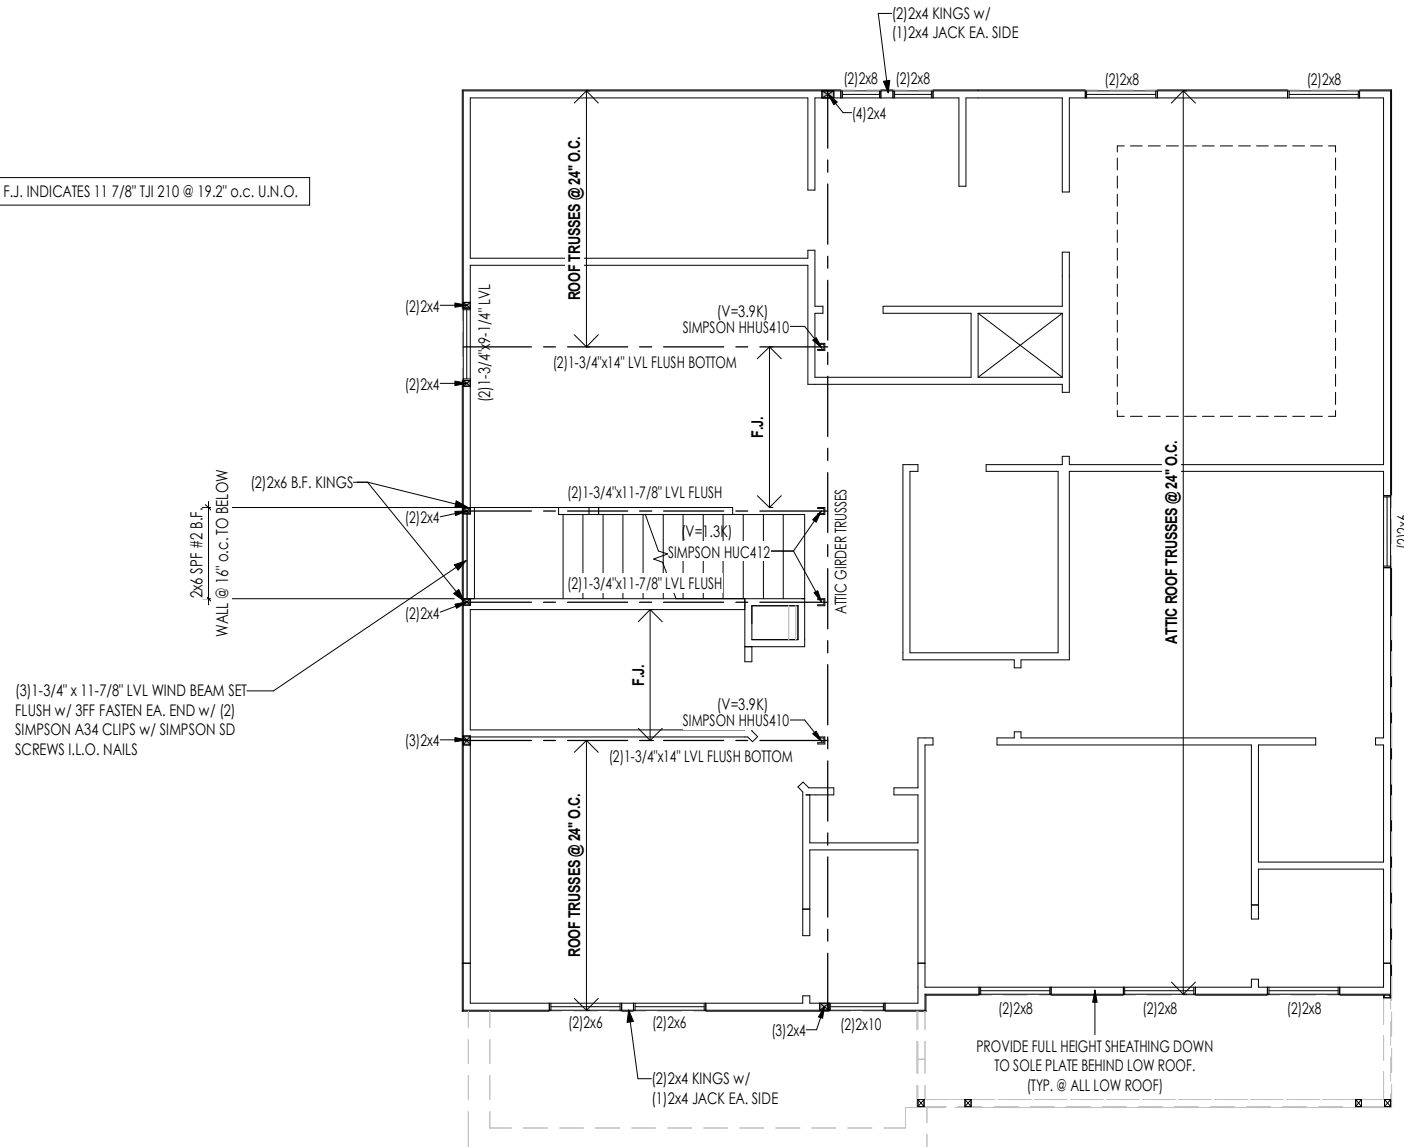 (2)2x4 KINGS w/
(1)2x4 JACK EA. SIDE
(2)2x8
(2)2x8
(2)2x8
(2)2x8
(4)2x4
F.J. INDICATES 11 7/8" TJI 210 @ 19.2" o.c. U.N.O.
ROOF TRUSSES @ 24" O.C.
(2)2x4
(2)1-3/4"x9-1/4" LVL
(V=3.9K)
SIMPSON HHUS410
(2)1-3/4"x14" LVL FLUSH BOTTOM
(2)2x4
F.J.
ATTIC ROOF TRUSSES @ 24" O.C.
(2)2x6 B.F. KINGS
(2)1-3/4"x11-7/8" LVL FLUSH
ATTIC GIRDER TRUSSES
(2)2x4
(2)2x6
2x6 SPF #2 B.F.
WALL @ 16" o.c. TO BELOW
(V=1.3K)
SIMPSON HUC412
(2)1-3/4"x11-7/8" LVL FLUSH
(2)2x4
F.J.
(3)1-3/4" x 11-7/8" LVL WIND BEAM SET
FLUSH w/ 3FF FASTEN EA. END w/ (2)
SIMPSON A34 CLIPS w/ SIMPSON SD
SCREWS I.L.O. NAILS
(V=3.9K)
SIMPSON HHUS410
(3)2x4
(2)1-3/4"x14" LVL FLUSH BOTTOM
ROOF TRUSSES @ 24" O.C.
(2)2x6
(2)2x6
(3)2x4
(2)2x10
(2)2x8
(2)2x8
(2)2x8
PROVIDE FULL HEIGHT SHEATHING DOWN
TO SOLE PLATE BEHIND LOW ROOF.
(TYP. @ ALL LOW ROOF)
(2)2x4 KINGS w/
(1)2x4 JACK EA. SIDE